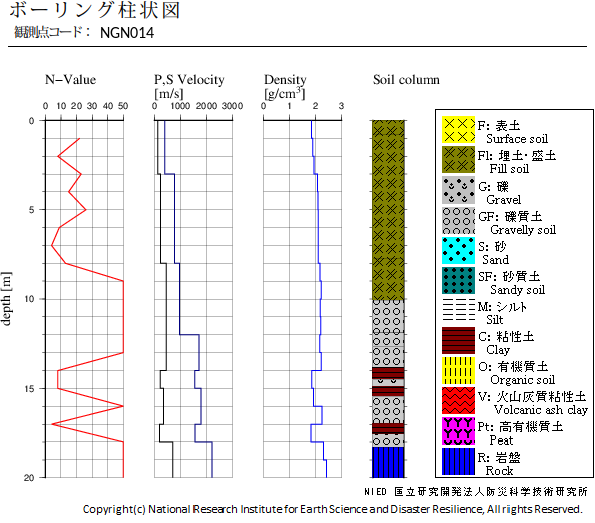 ボーリング柱状図
観測点コード： NGN014
N−Value
P,S Velocity
[m/s]
Density
[g/cm³]
Soil column
0 10 20 30 40 50
0 1000 2000 3000
0 1 2 3
depth [m]
0
5
10
15
20
F: 表土
Surface soil
Fl: 埋土・盛土
Fill soil
G: 礫
Gravel
GF: 礫質土
Gravelly soil
S: 砂
Sand
SF: 砂質土
Sandy soil
M: シルト
Silt
C: 粘性土
Clay
O: 有機質土
Organic soil
V: 火山灰質粘性土
Volcanic ash clay
Pt: 高有機質土
Peat
R: 岩盤
Rock
NIED 国立研究開発法人防災科学技術研究所
Copyright(c) National Research Institute for Earth Science and Disaster Resilience, All rights Reserved.